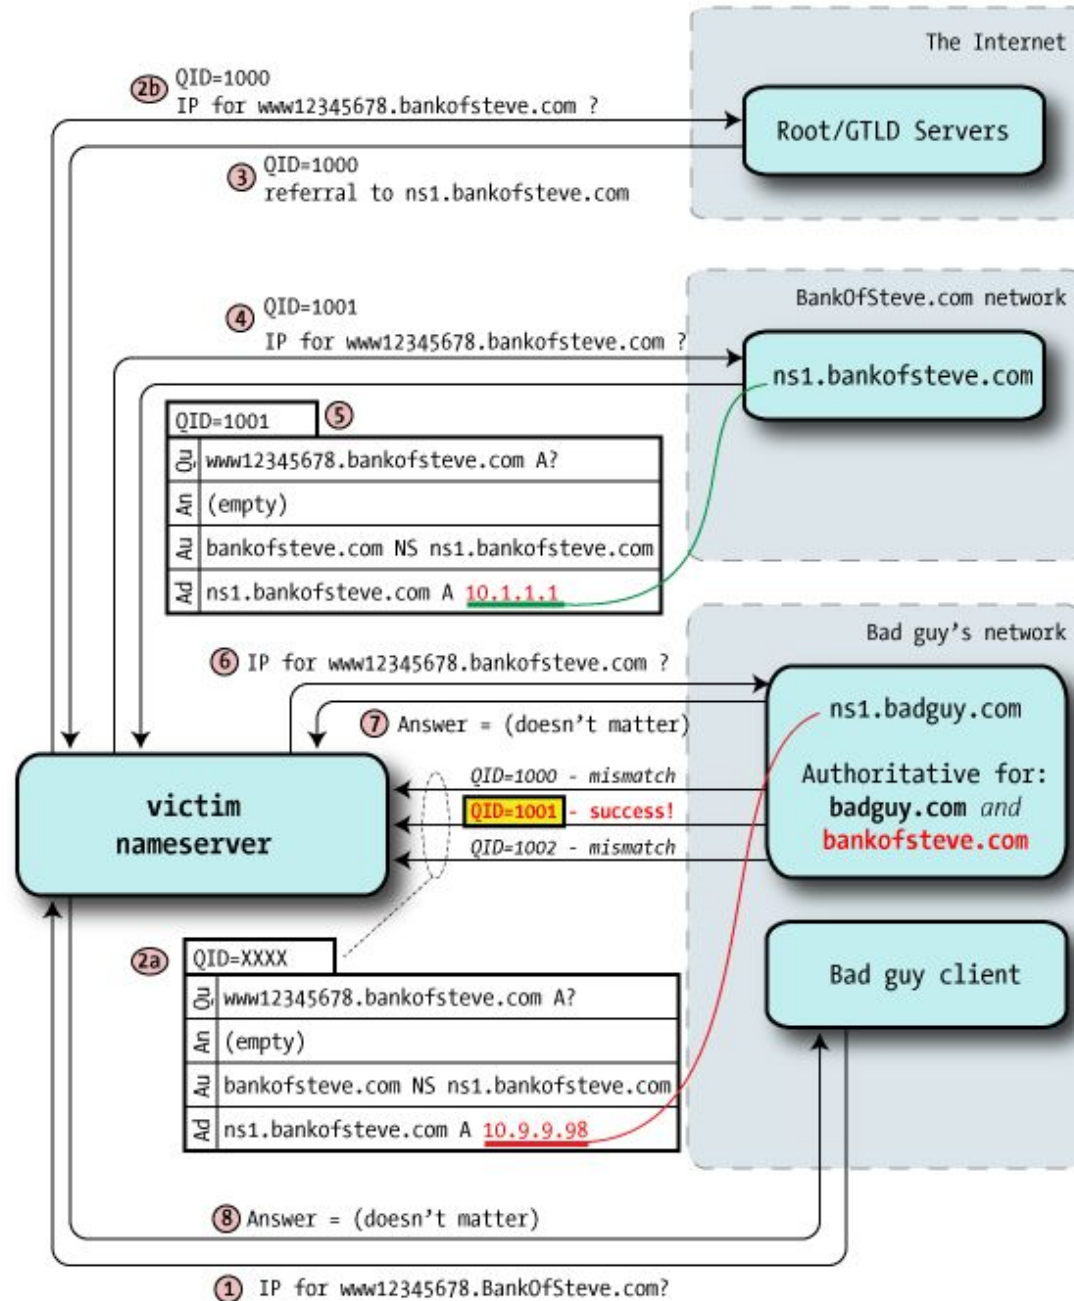 The Internet
2b QID=1000
IP for www12345678.bankofsteve.com ?
Root/GTLD Servers
3 QID=1000
referral to ns1.bankofsteve.com
BankOfSteve.com network
4 QID=1001
IP for www12345678.bankofsteve.com ?
ns1.bankofsteve.com
QID=1001 5
Qu www12345678.bankofsteve.com A?
An (empty)
Au bankofsteve.com NS ns1.bankofsteve.com
Ad ns1.bankofsteve.com A 10.1.1.1
Bad guy's network
6 IP for www12345678.bankofsteve.com ?
7 Answer = (doesn't matter)
ns1.badguy.com
Authoritative for:
badguy.com and
bankofsteve.com
QID=1000 - mismatch
QID=1001 - success!
QID=1002 - mismatch
victim
nameserver
2a QID=XXXX
Qu www12345678.bankofsteve.com A?
An (empty)
Au bankofsteve.com NS ns1.bankofsteve.com
Ad ns1.bankofsteve.com A 10.9.9.98
Bad guy client
8 Answer = (doesn't matter)
1 IP for www12345678.BankOfSteve.com?